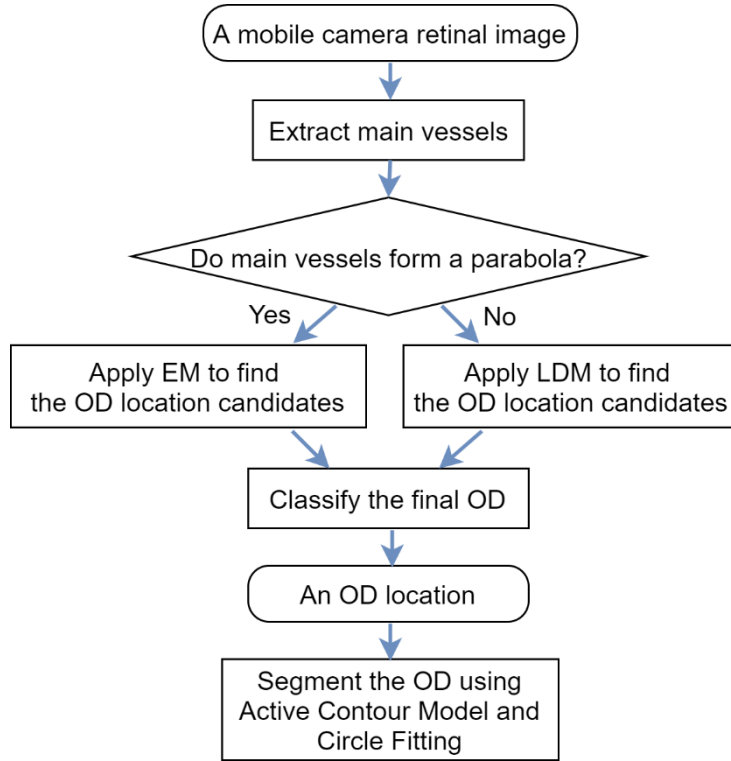 A mobile camera retinal image
Extract main vessels
Do main vessels form a parabola?
Yes
No
Apply EM to find
the OD location candidates
Apply LDM to find
the OD location candidates
Classify the final OD
An OD location
Segment the OD using
Active Contour Model and
Circle Fitting